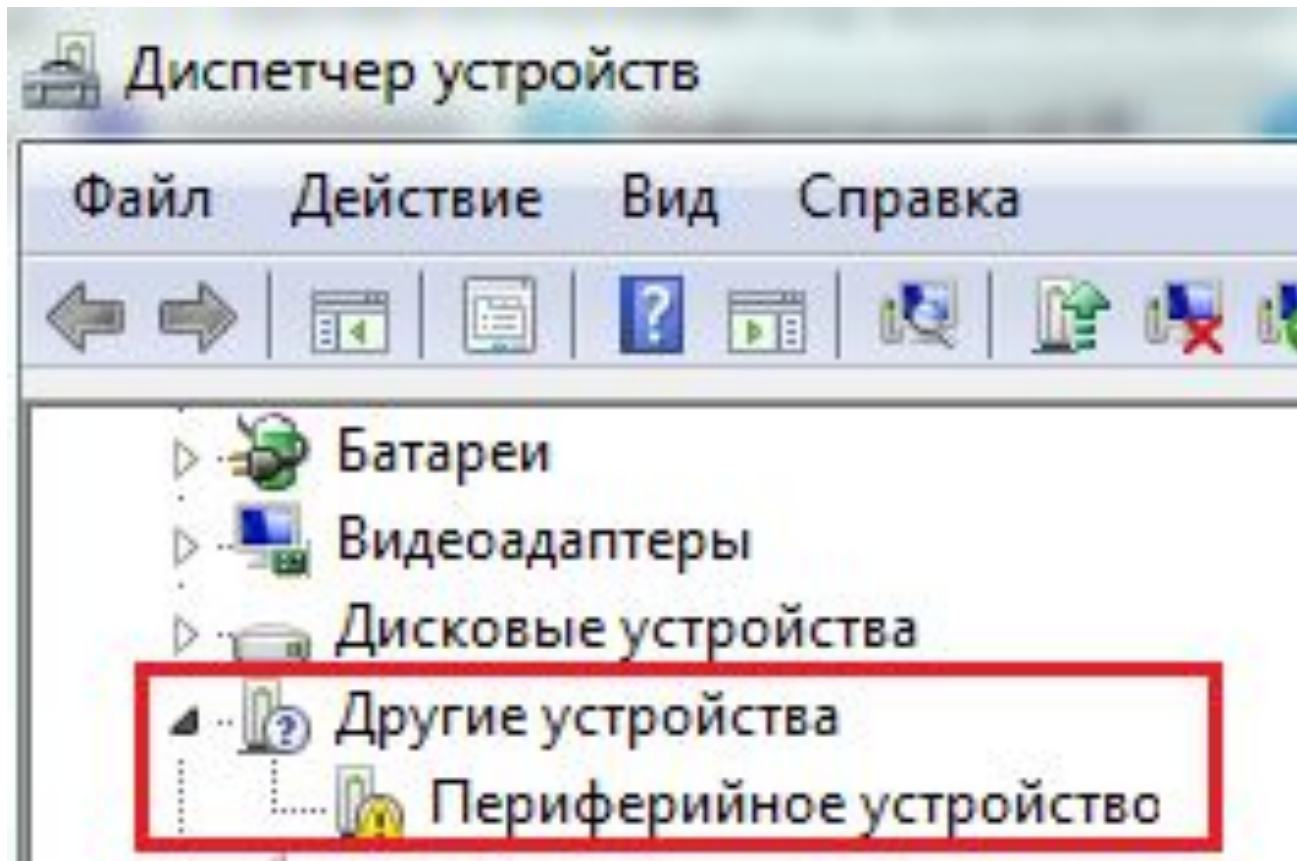 Диспетчер устройств
Файл Действие Вид Справка
Батареи
Видеоадаптеры
Дисковые устройства
Другие устройства
Периферийное устройство